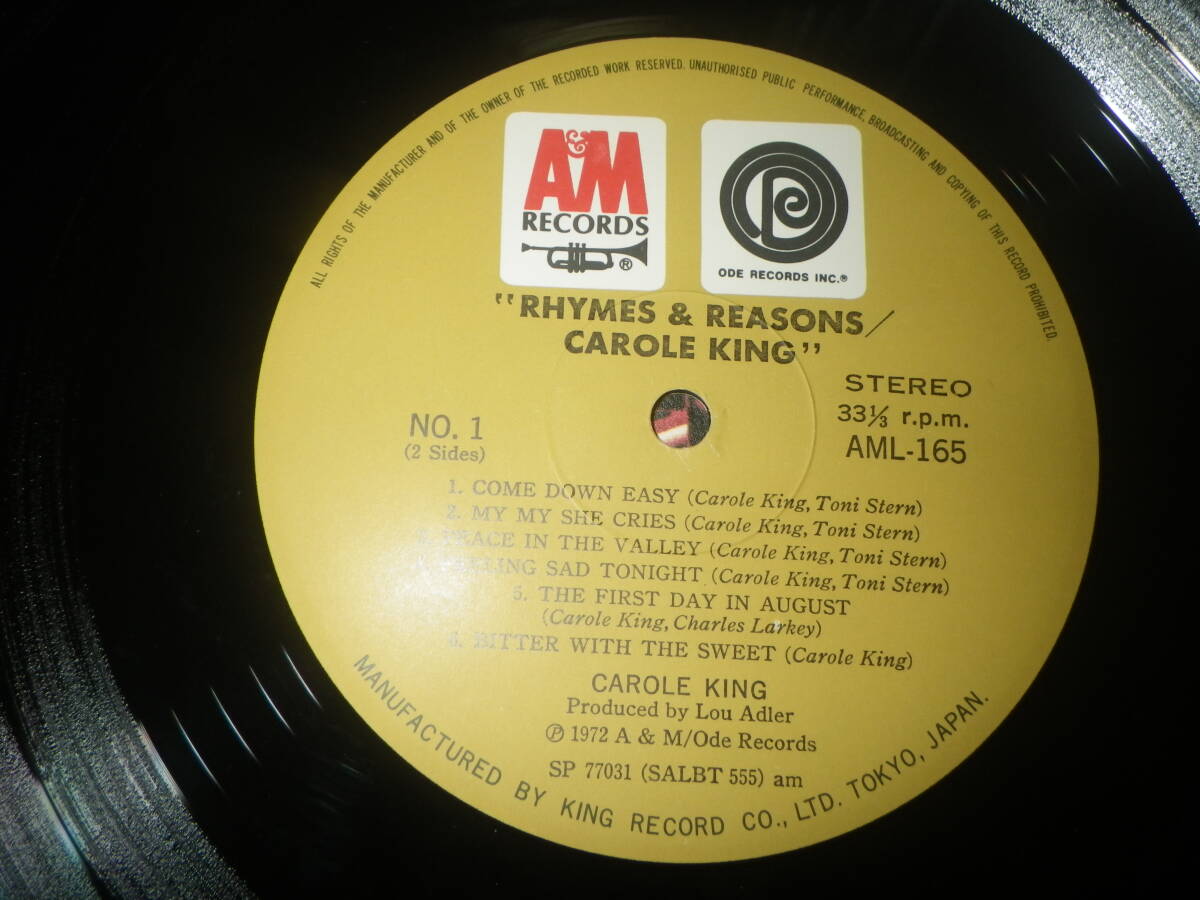 ALL RIGHTS OF THE MANUFACTURER AND OF THE OWNER OF THE RECORDED WORK RESERVED. UNAUTHORISED PUBLIC PERFORMANCE, BROADCASTING AND COPYING OF THIS RECORD PROHIBITED.
A&M
RECORDS
®
ODE RECORDS INC.®
"RHYMES & REASONS/
CAROLE KING"
STEREO
33⅓ r.p.m.
AML-165
NO. 1
(2 Sides)
1. COME DOWN EASY (Carole King, Toni Stern)
2. MY MY SHE CRIES (Carole King, Toni Stern)
PEACE IN THE VALLEY (Carole King, Toni Stern)
FEELING SAD TONIGHT (Carole King, Toni Stern)
5. THE FIRST DAY IN AUGUST
(Carole King, Charles Larkey)
6. BITTER WITH THE SWEET (Carole King)
CAROLE KING
Produced by Lou Adler
℗ 1972 A & M/Ode Records
SP 77031 (SALBT 555) am
MANUFACTURED BY KING RECORD CO., LTD. TOKYO, JAPAN.